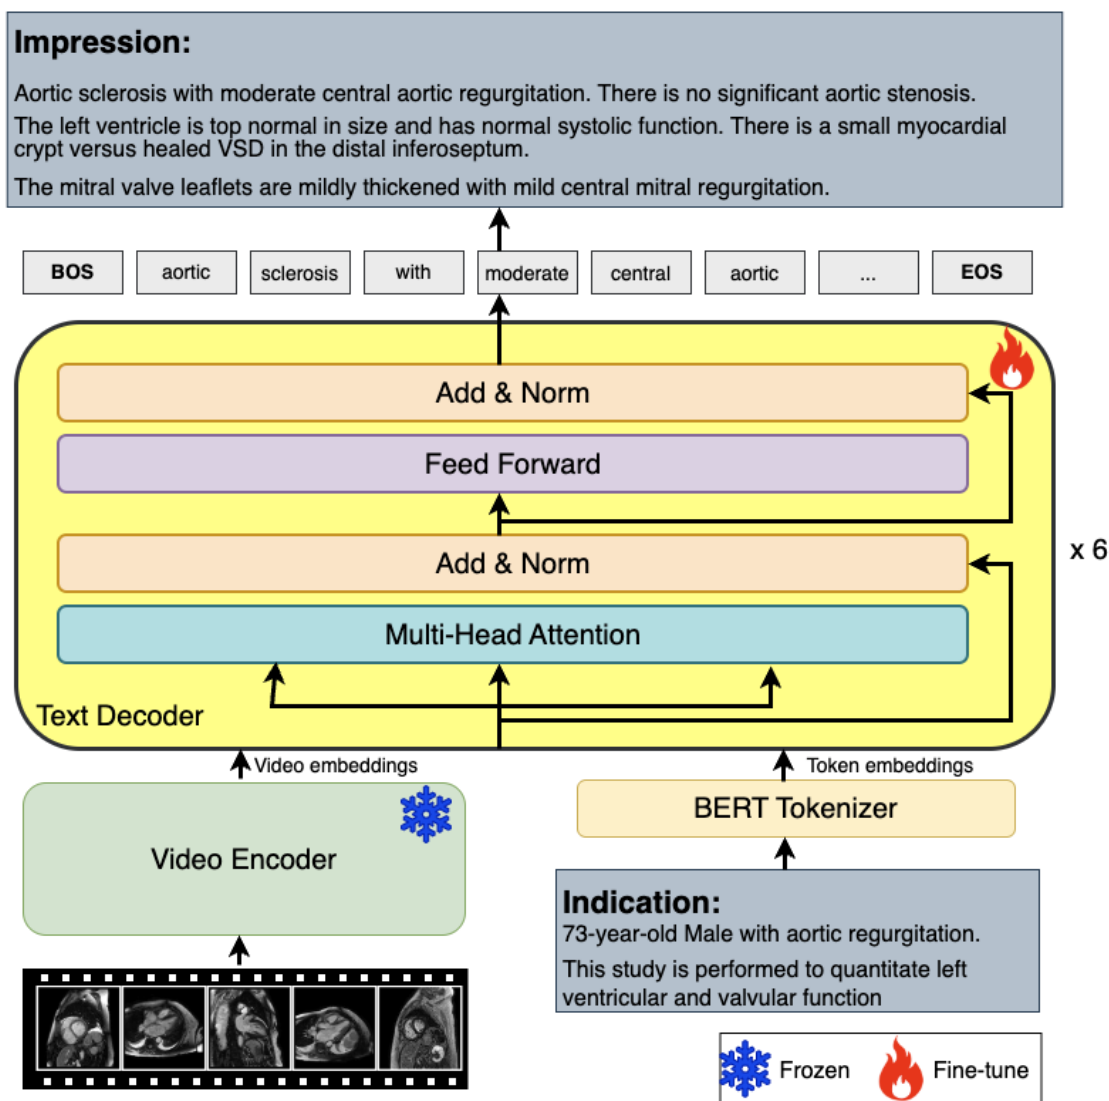 Impression:
Aortic sclerosis with moderate central aortic regurgitation. There is no significant aortic stenosis.
The left ventricle is top normal in size and has normal systolic function. There is a small myocardial
crypt versus healed VSD in the distal inferoseptum.
The mitral valve leaflets are mildly thickened with mild central mitral regurgitation.
BOS aortic sclerosis with moderate central aortic ... EOS
Add & Norm
Feed Forward
Add & Norm
x 6
Multi-Head Attention
Text Decoder
Video embeddings
Token embeddings
Video Encoder
BERT Tokenizer
Indication:
73-year-old Male with aortic regurgitation.
This study is performed to quantitate left
ventricular and valvular function
Frozen
Fine-tune